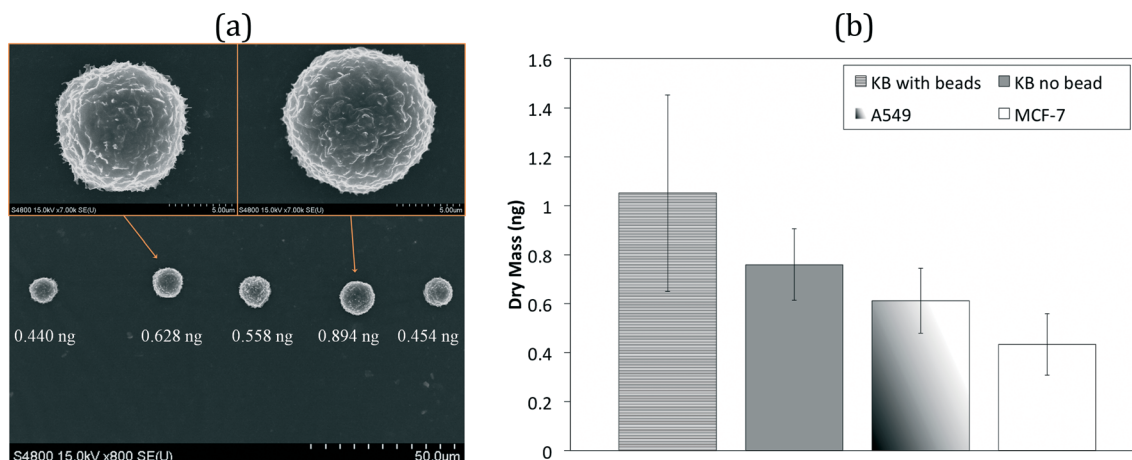 (a)
S4800 15.0kV x7.00k SE(U) 5.00um
S4800 15.0kV x7.00k SE(U) 5.00um
0.440 ng
0.628 ng
0.558 ng
0.894 ng
0.454 ng
S4800 15.0kV x800 SE(U) 50.0um
(b)
Dry Mass (ng)
1.6
1.4
1.2
1
0.8
0.6
0.4
0.2
0
KB with beads
KB no bead
A549
MCF-7